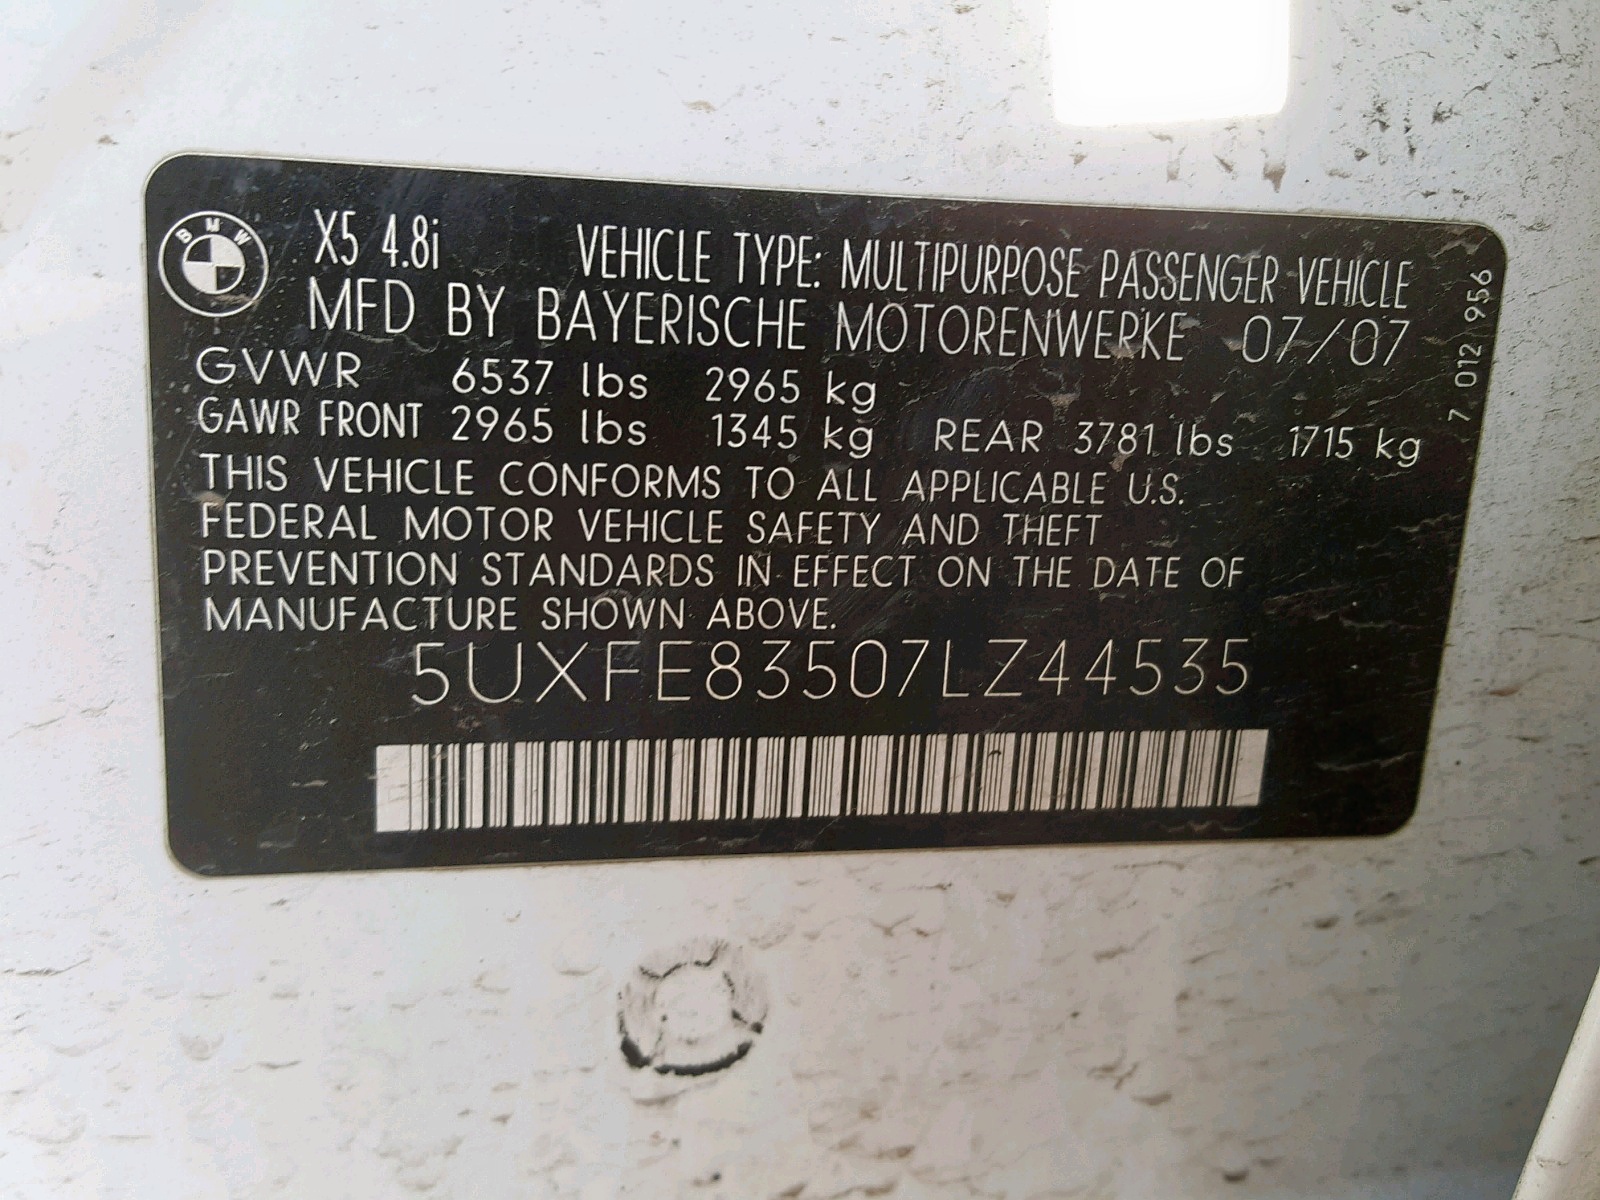 BMW
X5 4.8i VEHICLE TYPE: MULTIPURPOSE PASSENGER VEHICLE
MFD BY BAYERISCHE MOTORENWERKE 07/07
GVWR 6537 lbs 2965 kg
GAWR FRONT 2965 lbs 1345 kg REAR 3781 lbs 1715 kg
THIS VEHICLE CONFORMS TO ALL APPLICABLE U.S.
FEDERAL MOTOR VEHICLE SAFETY AND THEFT
PREVENTION STANDARDS IN EFFECT ON THE DATE OF
MANUFACTURE SHOWN ABOVE.
5UXFE83507LZ44535
7 012 956